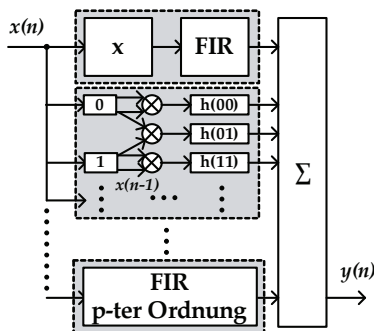 x(n)
x FIR
0 h(00)
h(01)
1 h(11)
x(n-1)
Σ
y(n)
FIR
p-ter Ordnung